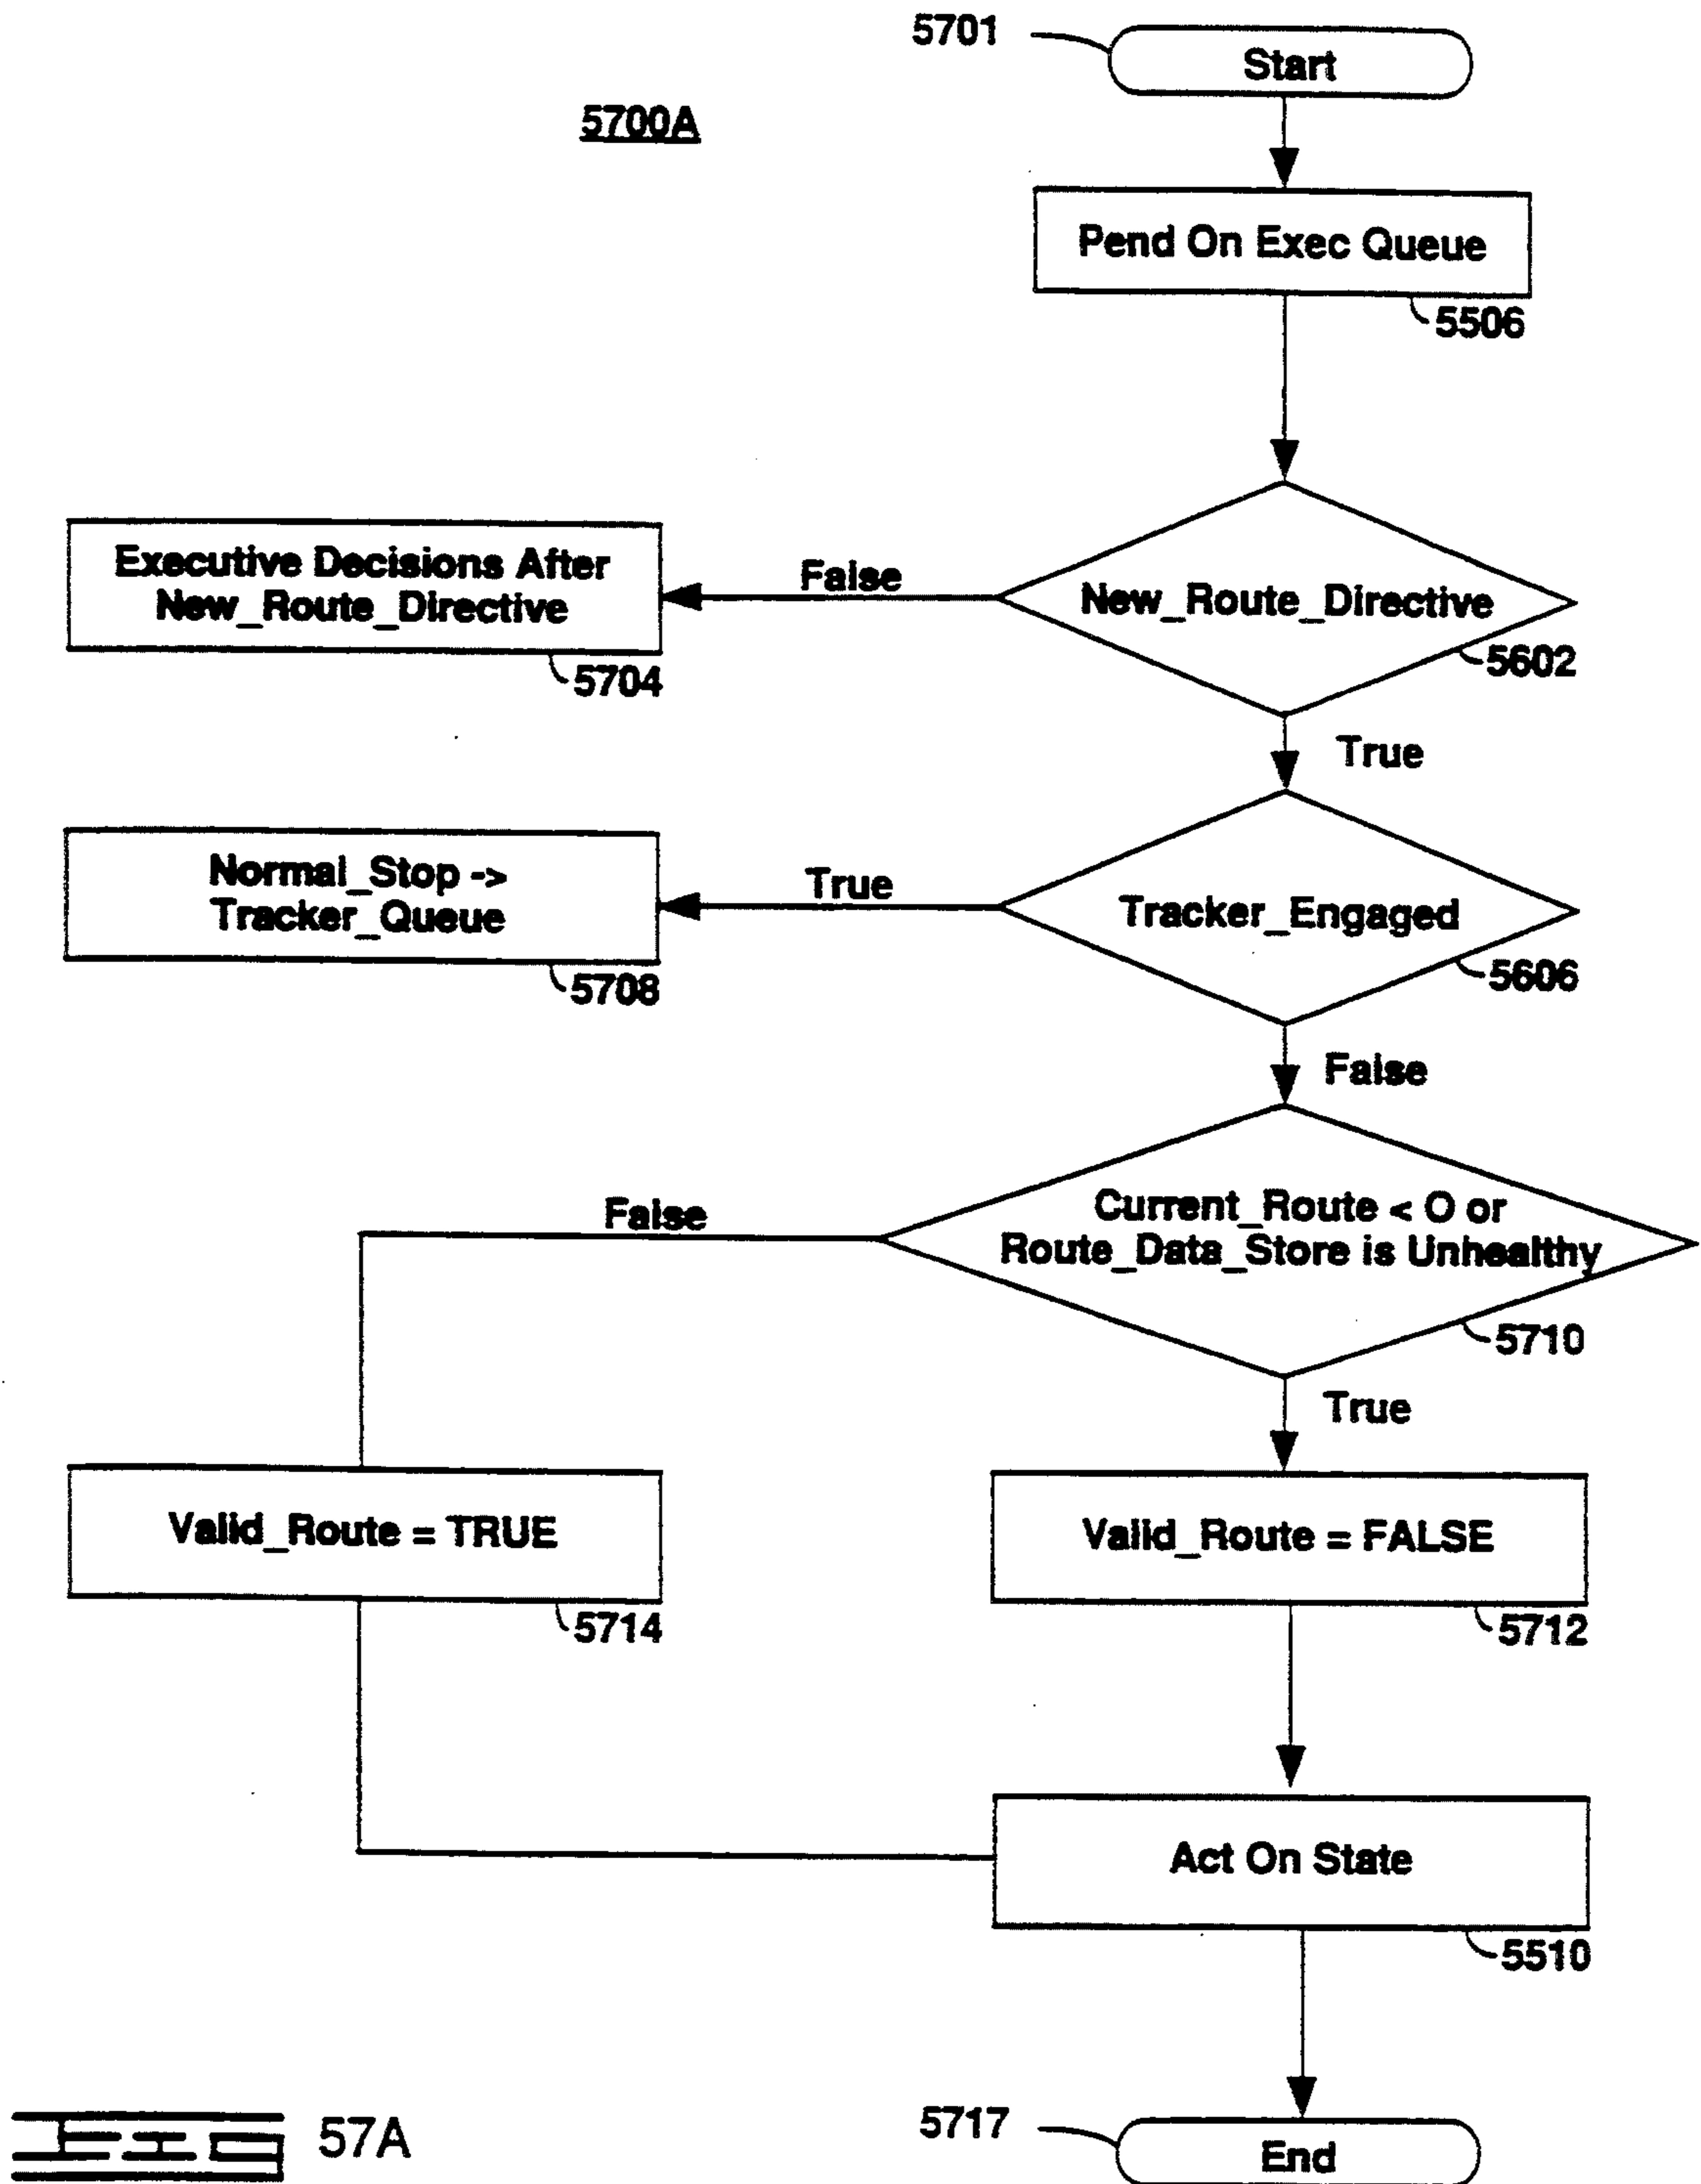 5701
Start
5700A
Pend On Exec Queue
5506
New_Route_Directive
5602
False
Executive Decisions After
New_Route_Directive
5704
True
Tracker_Engaged
5606
True
Normal_Stop ->
Tracker_Queue
5708
False
Current_Route < O or
Route_Data_Store is Unhealthy
5710
False
True
Valid_Route = TRUE
5714
Valid_Route = FALSE
5712
Act On State
5510
5717
End
FIG 57A